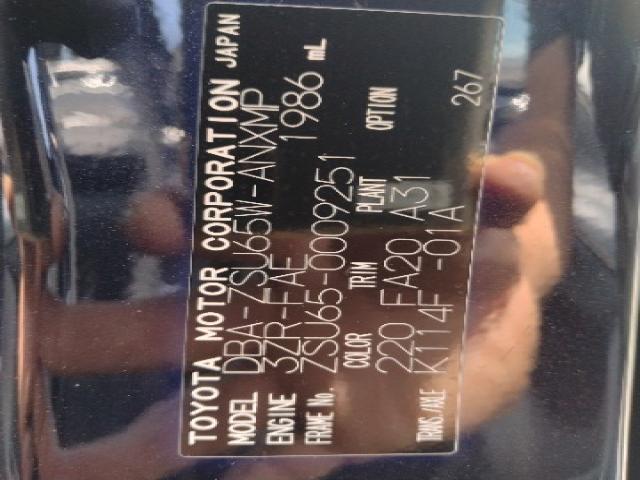 TOYOTA MOTOR CORPORATION JAPAN
MODEL DBA-ZSU65W-ANXMP
ENGINE 3ZR-FAE 1986 mL
FRAME No. ZSU65-0009251
COLOR TRIM PLANT OPTION
220 FA20 A31
TRANS/AXLE K114F -01A 267